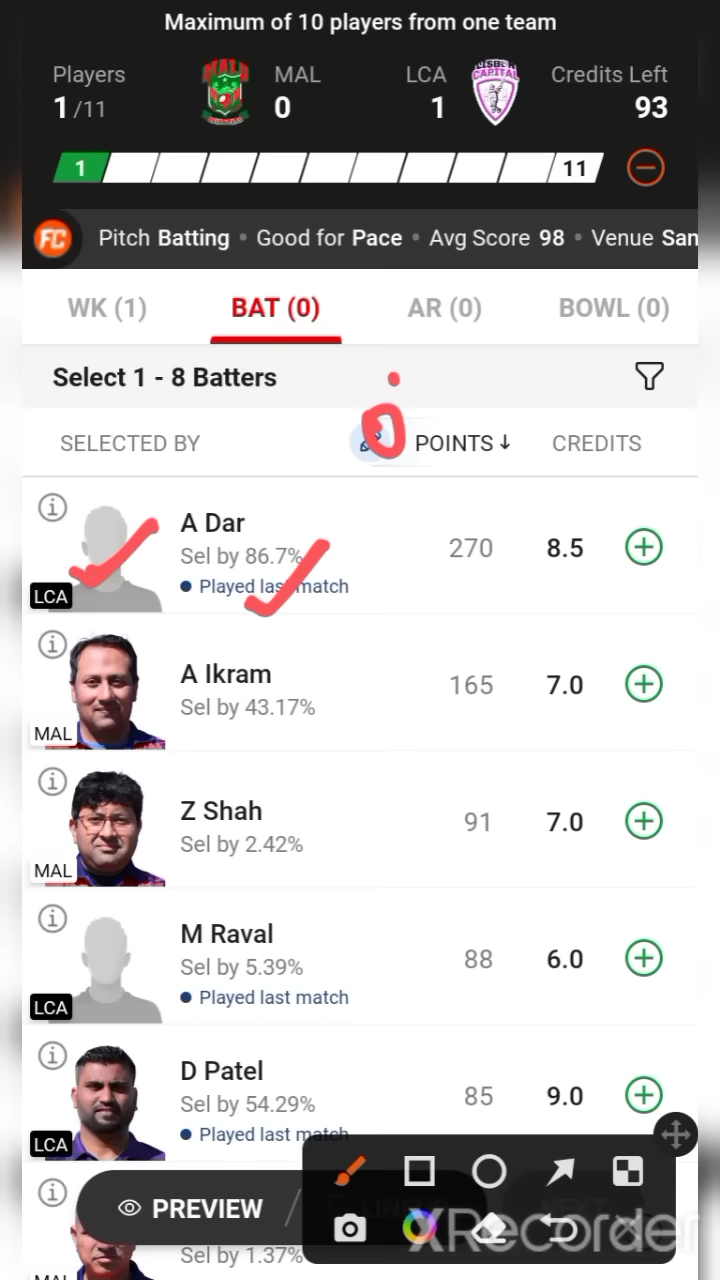 Maximum of 10 players from one team
Players MAL LCA Credits Left
1/11 0 1 93
LISBON CAPITAL
1 11
FC Pitch Batting • Good for Pace • Avg Score 98 • Venue San
WK (1) BAT (0) AR (0) BOWL (0)
Select 1 - 8 Batters
SELECTED BY POINTS ↓ CREDITS
A Dar
Sel by 86.7% 270 8.5
LCA • Played last match
A Ikram
Sel by 43.17% 165 7.0
MAL
Z Shah
Sel by 2.42% 91 7.0
MAL
M Raval
Sel by 5.39% 88 6.0
LCA • Played last match
D Patel
Sel by 54.29% 85 9.0
LCA • Played last match
PREVIEW
XRecorder
Sel by 1.37%
MAL